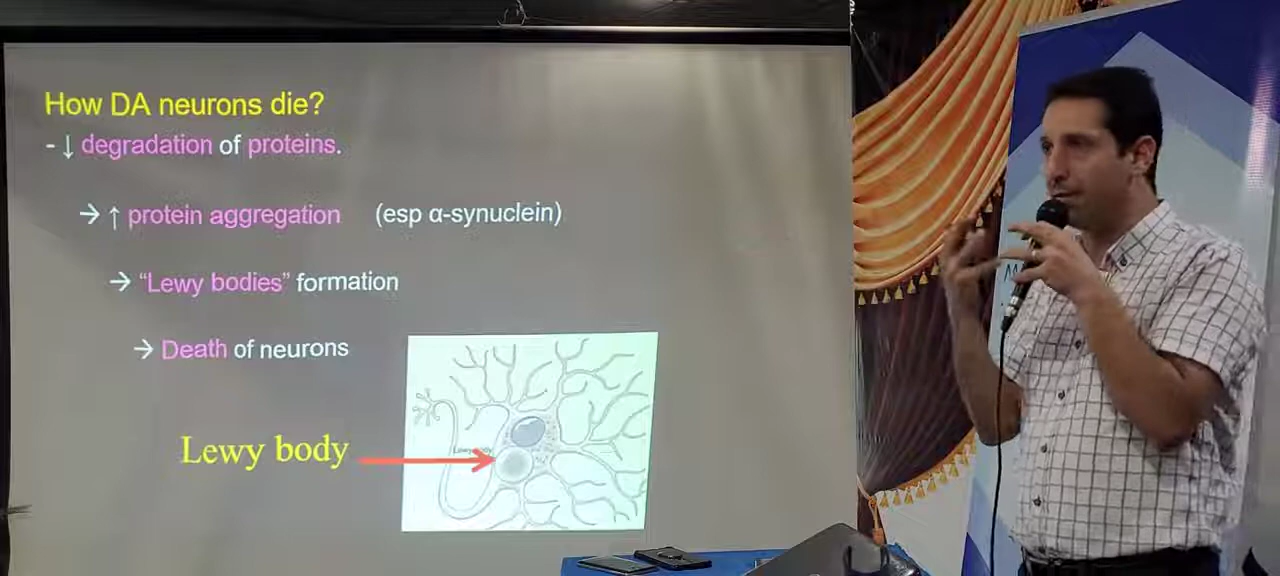 How DA neurons die?
- ↓ degradation of proteins.
→ ↑ protein aggregation (esp α-synuclein)
→ “Lewy bodies” formation
→ Death of neurons
Lewy body